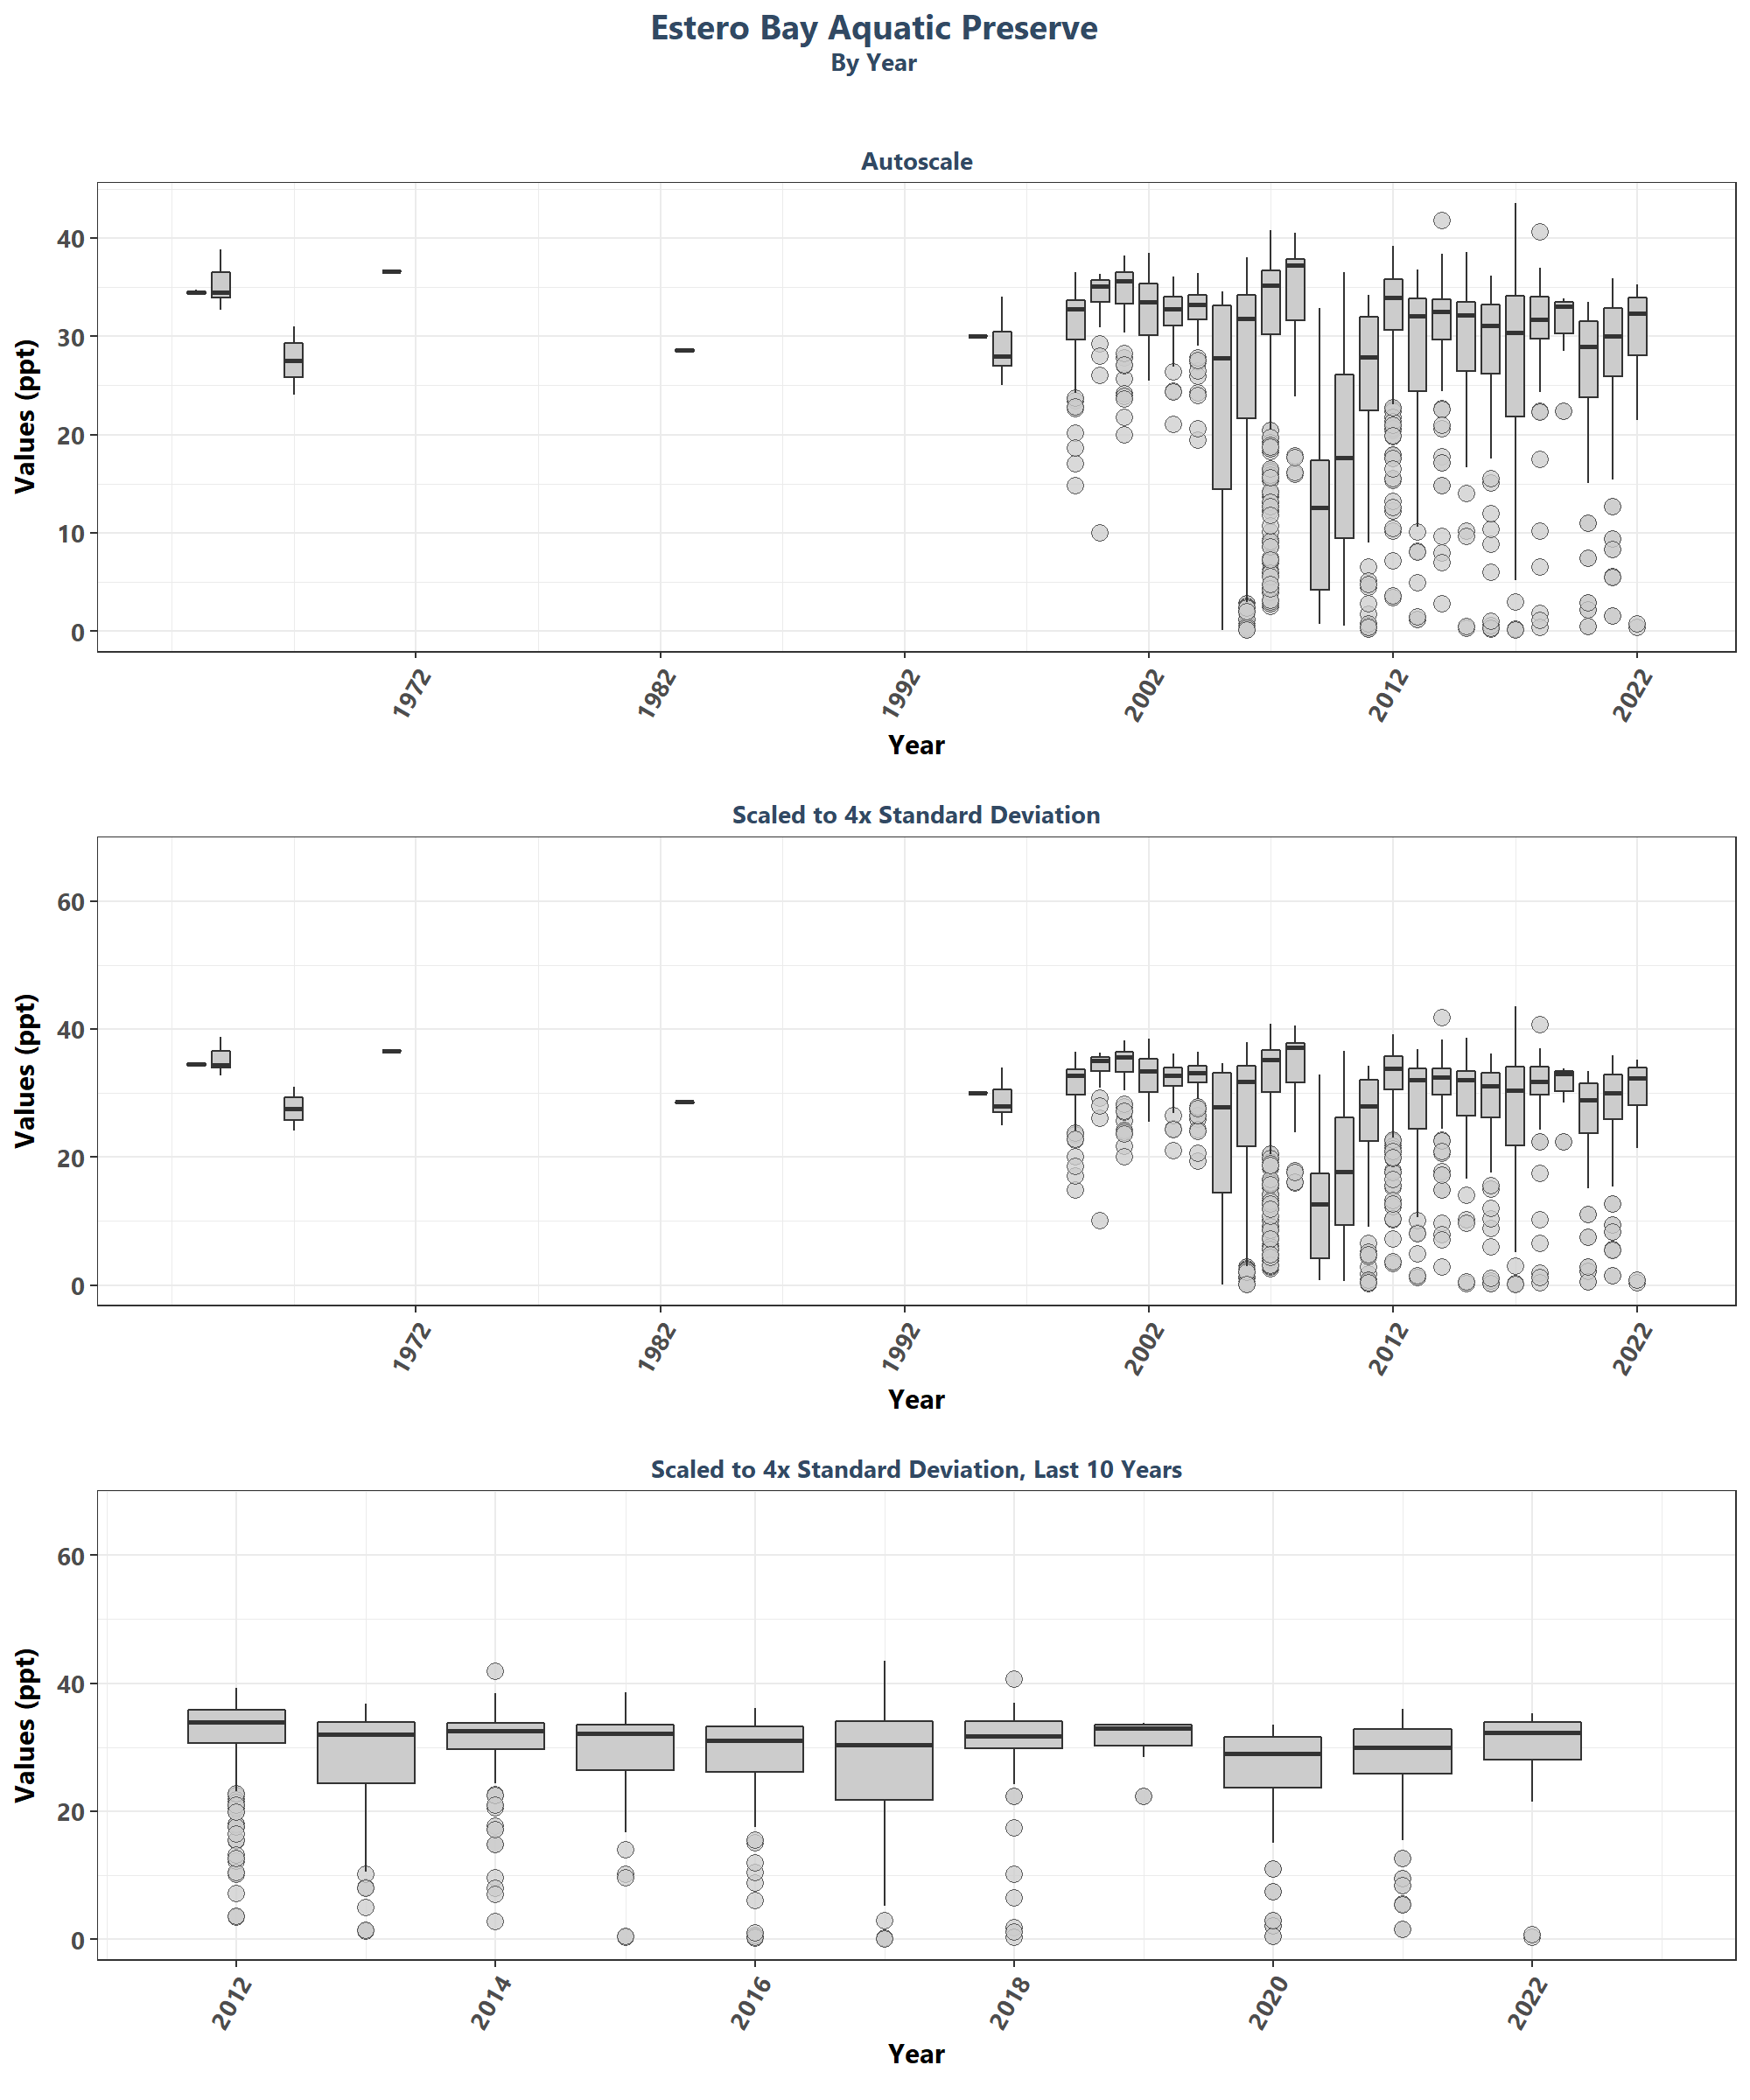 Estero Bay Aquatic Preserve
By Year
Autoscale
Values (ppt)
40
30
20
10
0
1972 1982 1992 2002 2012 2022
Year
Scaled to 4x Standard Deviation
Values (ppt)
60
40
20
0
1972 1982 1992 2002 2012 2022
Year
Scaled to 4x Standard Deviation, Last 10 Years
Values (ppt)
60
40
20
0
2012 2014 2016 2018 2020 2022
Year